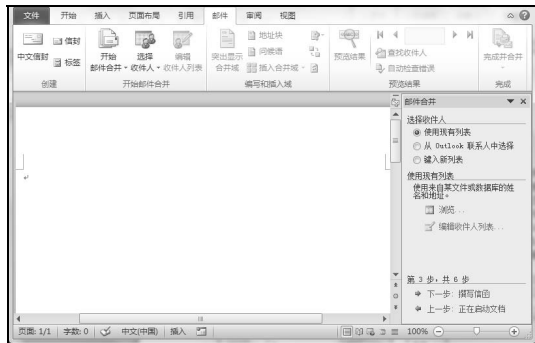 文件 开始 插入 页面布局 引用 邮件 审阅 视图
中文信封 信封 标签
创建
开始邮件合并 选择收件人 编辑收件人列表
开始邮件合并
突出显示合并域 地址块 问候语 插入合并域
编写和插入域
预览结果 查找收件人 自动检查错误
预览结果
完成并合并
完成
邮件合并
选择收件人
使用现有列表
从 Outlook 联系人中选择
键入新列表
使用现有列表
使用来自某文件或数据库的姓
名和地址。
浏览...
编辑收件人列表...
第 3 步，共 6 步
下一步: 撰写信函
上一步: 正在启动文档
页面: 1/1 字数: 0 中文(中国) 插入 100%